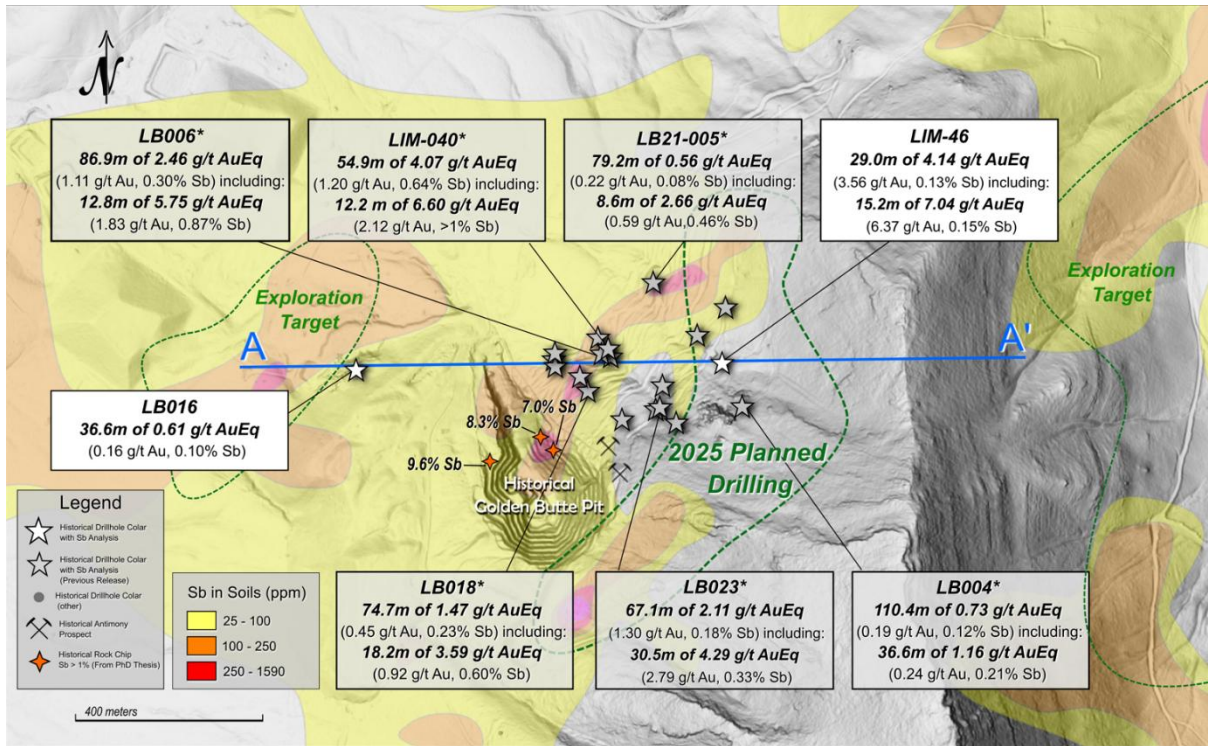 N
LB006*
86.9m of 2.46 g/t AuEq
(1.11 g/t Au, 0.30% Sb) including:
12.8m of 5.75 g/t AuEq
(1.83 g/t Au, 0.87% Sb)
LIM-040*
54.9m of 4.07 g/t AuEq
(1.20 g/t Au, 0.64% Sb) including:
12.2 m of 6.60 g/t AuEq
(2.12 g/t Au, >1% Sb)
LB21-005*
79.2m of 0.56 g/t AuEq
(0.22 g/t Au, 0.08% Sb) including:
8.6m of 2.66 g/t AuEq
(0.59 g/t Au,0.46% Sb)
LIM-46
29.0m of 4.14 g/t AuEq
(3.56 g/t Au, 0.13% Sb) including:
15.2m of 7.04 g/t AuEq
(6.37 g/t Au, 0.15% Sb)
Exploration
Target
Exploration
Target
A
A'
LB016
36.6m of 0.61 g/t AuEq
(0.16 g/t Au, 0.10% Sb)
7.0% Sb
8.3% Sb
9.6% Sb
Historical
Golden Butte Pit
2025 Planned
Drilling
Legend
Historical Drillhole Colar
with Sb Analysis
Historical Drillhole Colar
with Sb Analysis
(Previous Release)
Historical Drillhole Colar
(other)
Historical Antimony
Prospect
Historical Rock Chip
Sb > 1% (From PhD Thesis)
400 meters
Sb in Soils (ppm)
25 - 100
100 - 250
250 - 1590
LB018*
74.7m of 1.47 g/t AuEq
(0.45 g/t Au, 0.23% Sb) including:
18.2m of 3.59 g/t AuEq
(0.92 g/t Au, 0.60% Sb)
LB023*
67.1m of 2.11 g/t AuEq
(1.30 g/t Au, 0.18% Sb) including:
30.5m of 4.29 g/t AuEq
(2.79 g/t Au, 0.33% Sb)
LB004*
110.4m of 0.73 g/t AuEq
(0.19 g/t Au, 0.12% Sb) including:
36.6m of 1.16 g/t AuEq
(0.24 g/t Au, 0.21% Sb)